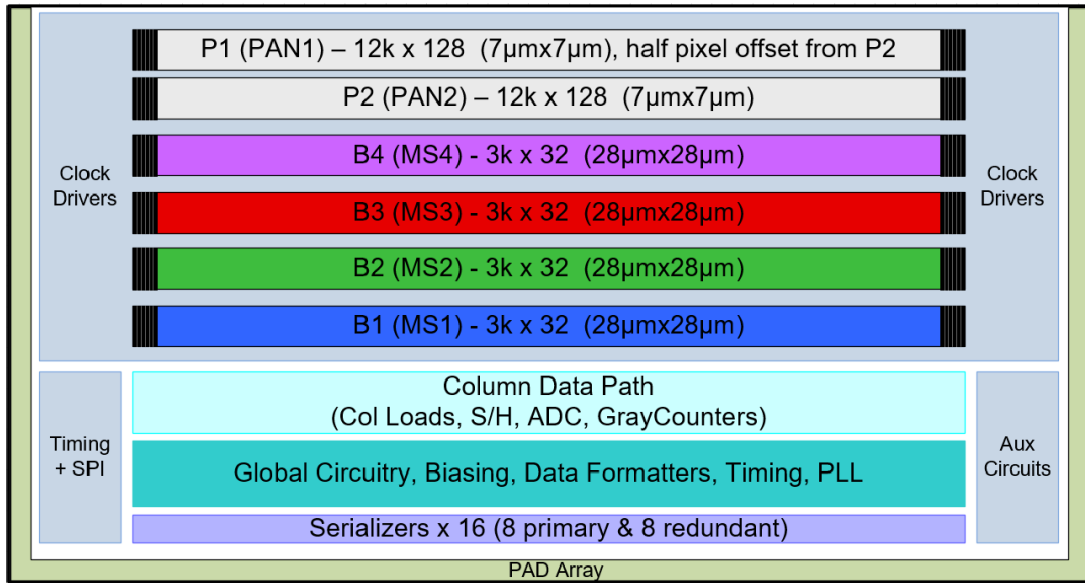 P1 (PAN1) – 12k x 128 (7µmx7µm), half pixel offset from P2
P2 (PAN2) – 12k x 128 (7µmx7µm)
B4 (MS4) - 3k x 32 (28µmx28µm)
Clock
Drivers
Clock
Drivers
B3 (MS3) - 3k x 32 (28µmx28µm)
B2 (MS2) - 3k x 32 (28µmx28µm)
B1 (MS1) - 3k x 32 (28µmx28µm)
Column Data Path
(Col Loads, S/H, ADC, GrayCounters)
Timing
+ SPI
Global Circuitry, Biasing, Data Formatters, Timing, PLL
Aux
Circuits
Serializers x 16 (8 primary & 8 redundant)
PAD Array